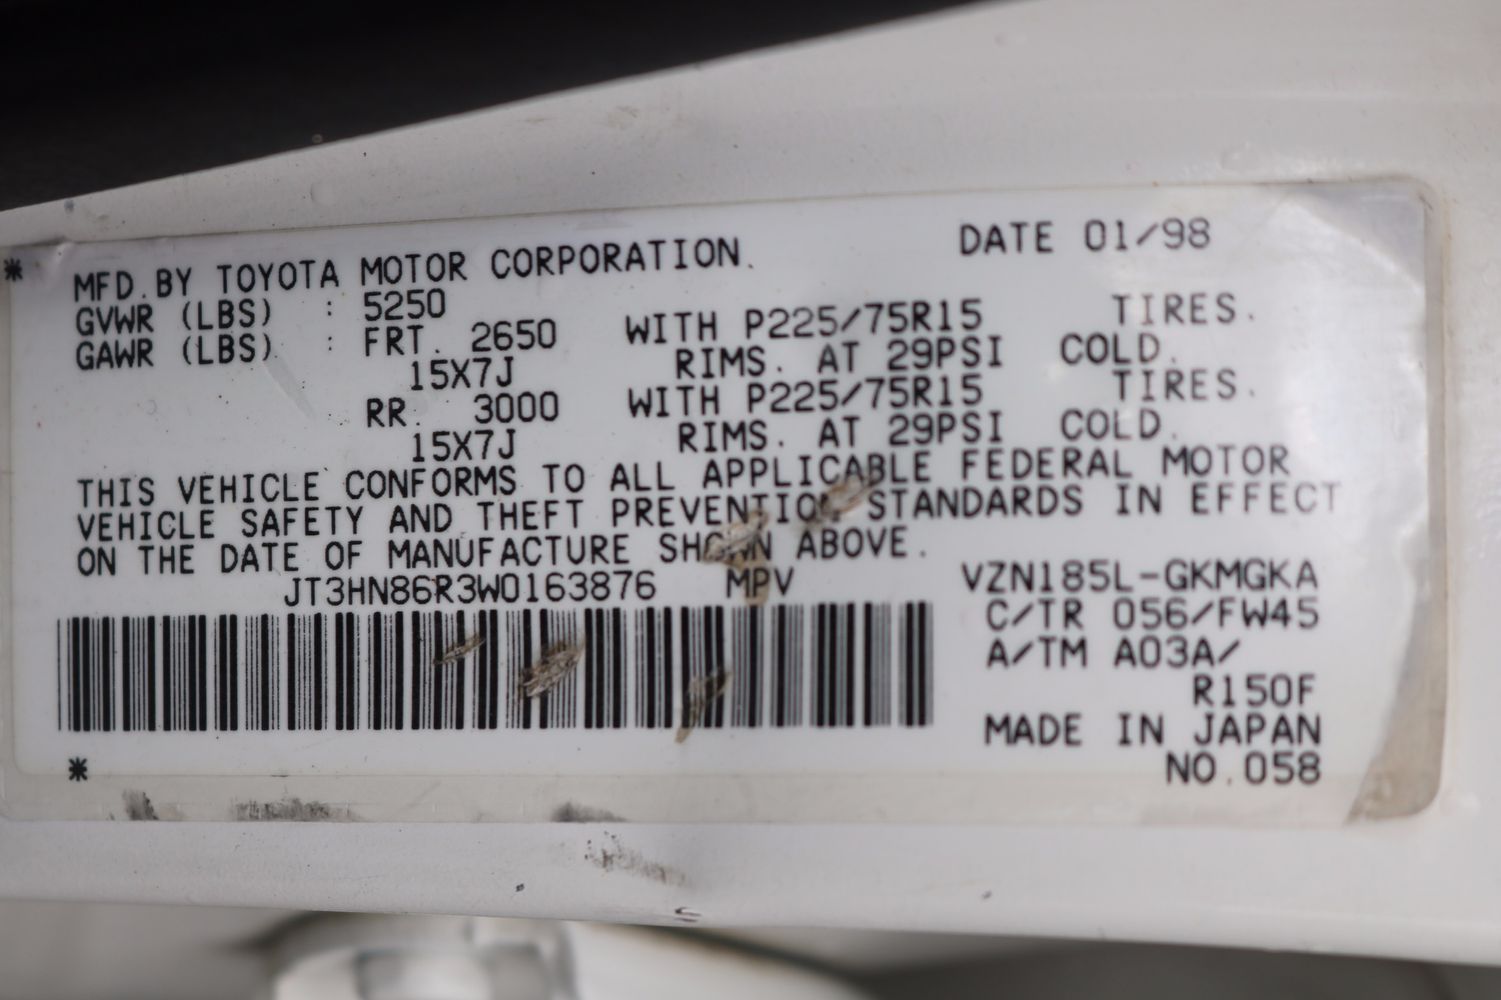 * MFD. BY TOYOTA MOTOR CORPORATION. DATE 01/98
GVWR (LBS) : 5250
GAWR (LBS) : FRT. 2650 WITH P225/75R15 TIRES.
15X7J RIMS. AT 29PSI COLD.
RR. 3000 WITH P225/75R15 TIRES.
15X7J RIMS. AT 29PSI COLD.
THIS VEHICLE CONFORMS TO ALL APPLICABLE FEDERAL MOTOR
VEHICLE SAFETY AND THEFT PREVENTION STANDARDS IN EFFECT
ON THE DATE OF MANUFACTURE SHOWN ABOVE.
JT3HN86R3W0163876 MPV VZN185L-GKMGKA
C/TR 056/FW45
A/TM A03A/
R150F
MADE IN JAPAN
* NO.058